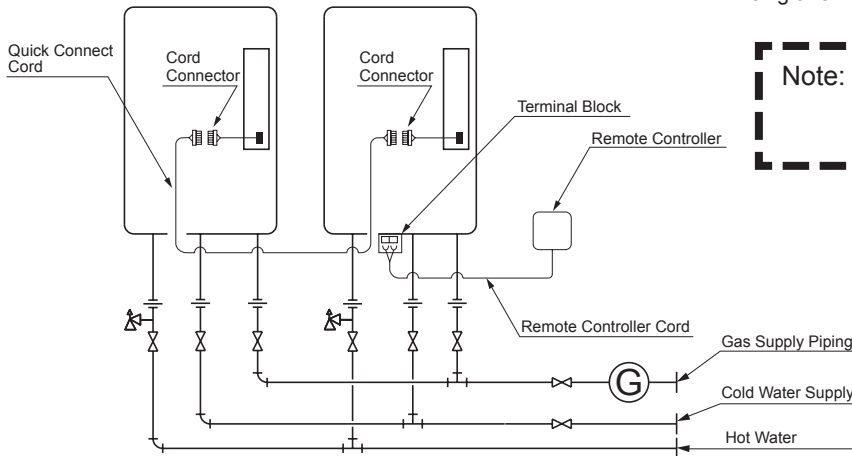 Quick Connect
Cord
Cord
Connector
Cord
Connector
Terminal Block
Remote Controller
Note:
Remote Controller Cord
Gas Supply Piping
G
Cold Water Supply
Hot Water